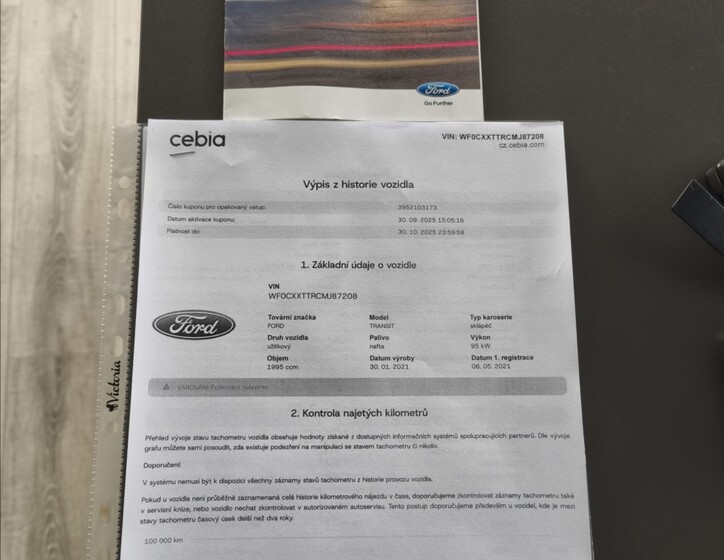 Ford
Go Further
cebia
VIN: WF0CXXTTRCMJ87208
cz.cebia.com
Výpis z historie vozidla
Číslo kuponu pro opakovaný vstup: 3952103173
Datum aktivace kuponu: 30. 09. 2025 15:05:16
Platnost do: 30. 10. 2025 23:59:59
1. Základní údaje o vozidle
VIN
WF0CXXTTRCMJ87208
Ford
Tovární značka Model Typ karoserie
FORD TRANSIT sklápěč
Druh vozidla Palivo Výkon
užitkový nafta 95 kW
Objem Datum výroby Datum 1. registrace
1995 ccm 30. 01. 2021 06. 05. 2021
VAROVÁNÍ: Poškození nalezeno
2. Kontrola najetých kilometrů
Přehled vývoje stavu tachometru vozidla obsahuje hodnoty získané z dostupných informačních systémů spolupracujících partnerů. Dle vývoje
grafu můžete sami posoudit, zda existuje podezření na manipulaci se stavem tachometru či nikoliv.
Doporučení:
V systému nemusí být k dispozici všechny záznamy stavů tachometru z historie provozu vozidla.
Pokud u vozidla není průběžně zaznamenaná celá historie kilometrového nájezdu v čase, doporučujeme zkontrolovat záznamy tachometru také
v servisní knize, nebo vozidlo nechat zkontrolovat v autorizovaném autoservisu. Tento postup doporučujeme především u vozidel, kde je mezi
stavy tachometru časový úsek delší než dva roky.
100 000 km
Victoria